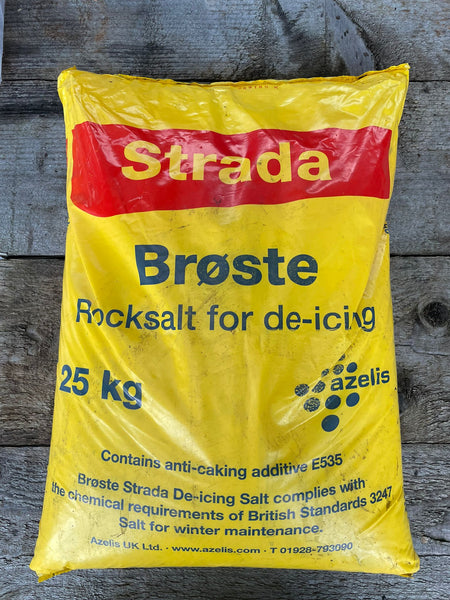 Strada
Brøste
Rocksalt for de-icing
25 kg
azelis
Contains anti-caking additive E535
Brøste Strada De-icing Salt complies with
the chemical requirements of British Standards 3247
Salt for winter maintenance.
Azelis UK Ltd. · www.azelis.com · T 01928-793090